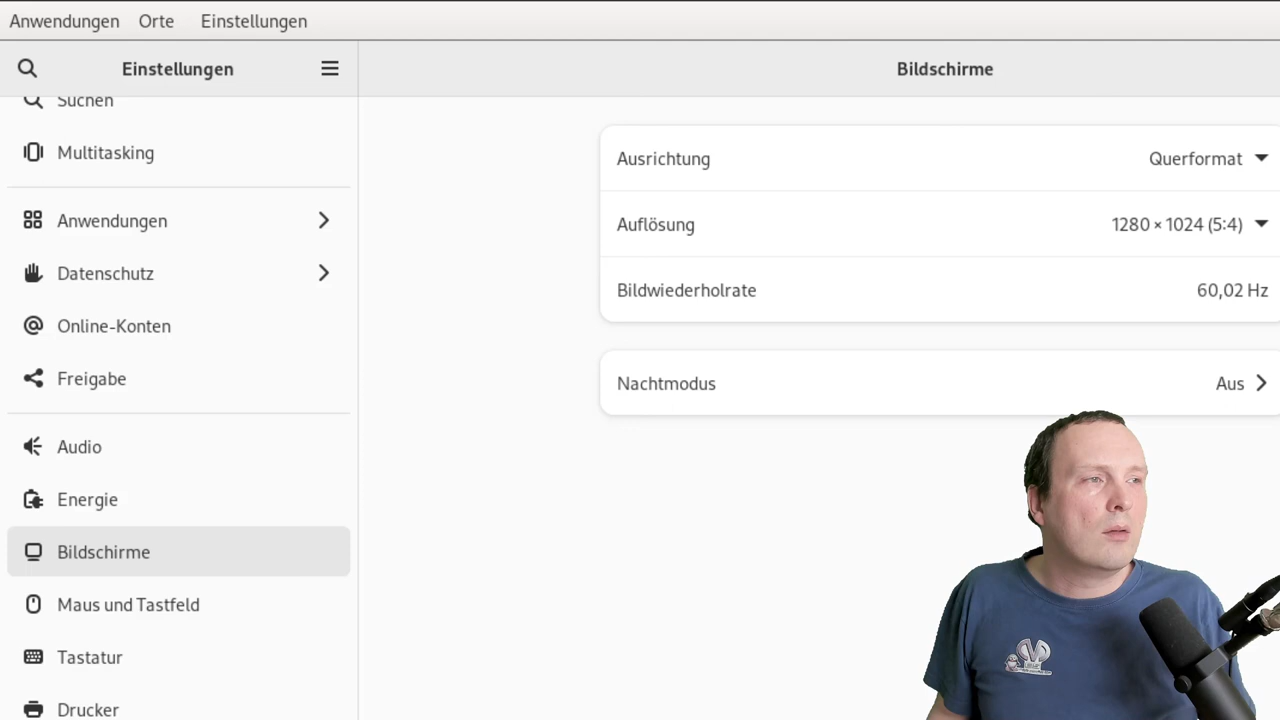 Anwendungen Orte Einstellungen
Einstellungen
Bildschirme
Suchen
Multitasking
Anwendungen
Datenschutz
Online-Konten
Freigabe
Audio
Energie
Bildschirme
Maus und Tastfeld
Tastatur
Drucker
Ausrichtung Querformat
Auflösung 1280 × 1024 (5:4)
Bildwiederholrate 60,02 Hz
Nachtmodus Aus